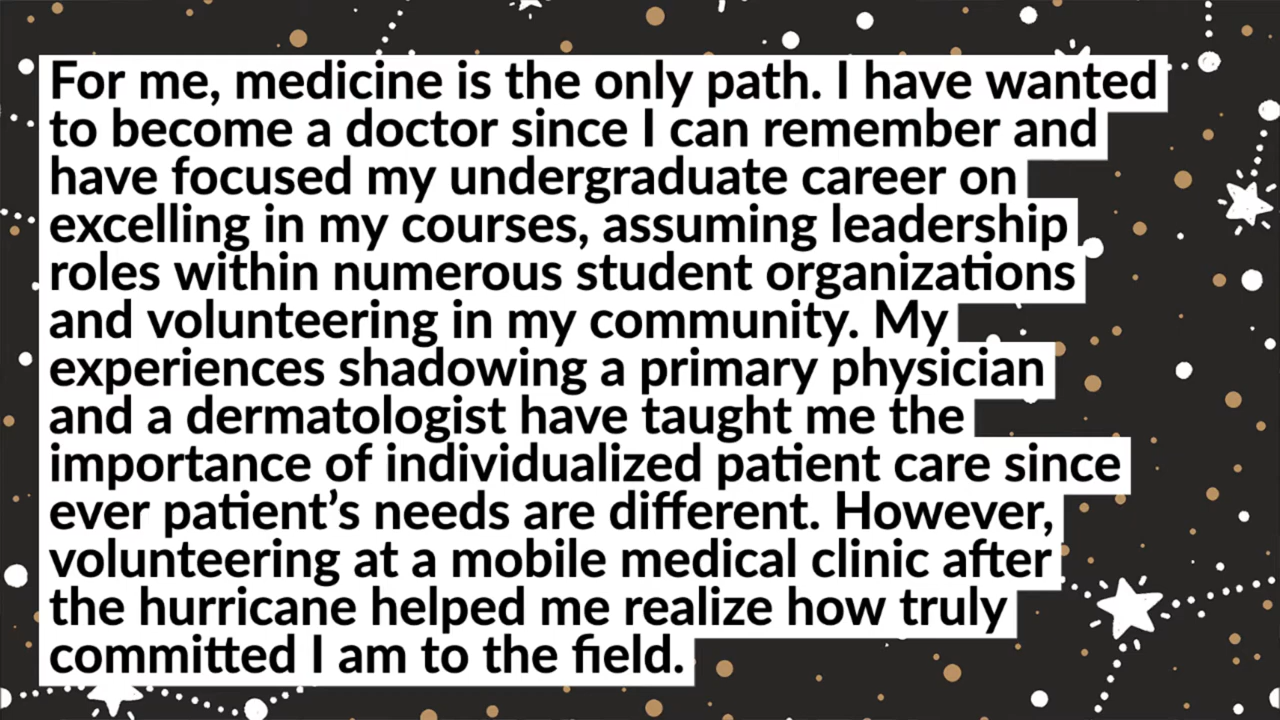 For me, medicine is the only path. I have wanted
to become a doctor since I can remember and
have focused my undergraduate career on
excelling in my courses, assuming leadership
roles within numerous student organizations
and volunteering in my community. My
experiences shadowing a primary physician
and a dermatologist have taught me the
importance of individualized patient care since
ever patient’s needs are different. However,
volunteering at a mobile medical clinic after
the hurricane helped me realize how truly
committed I am to the field.